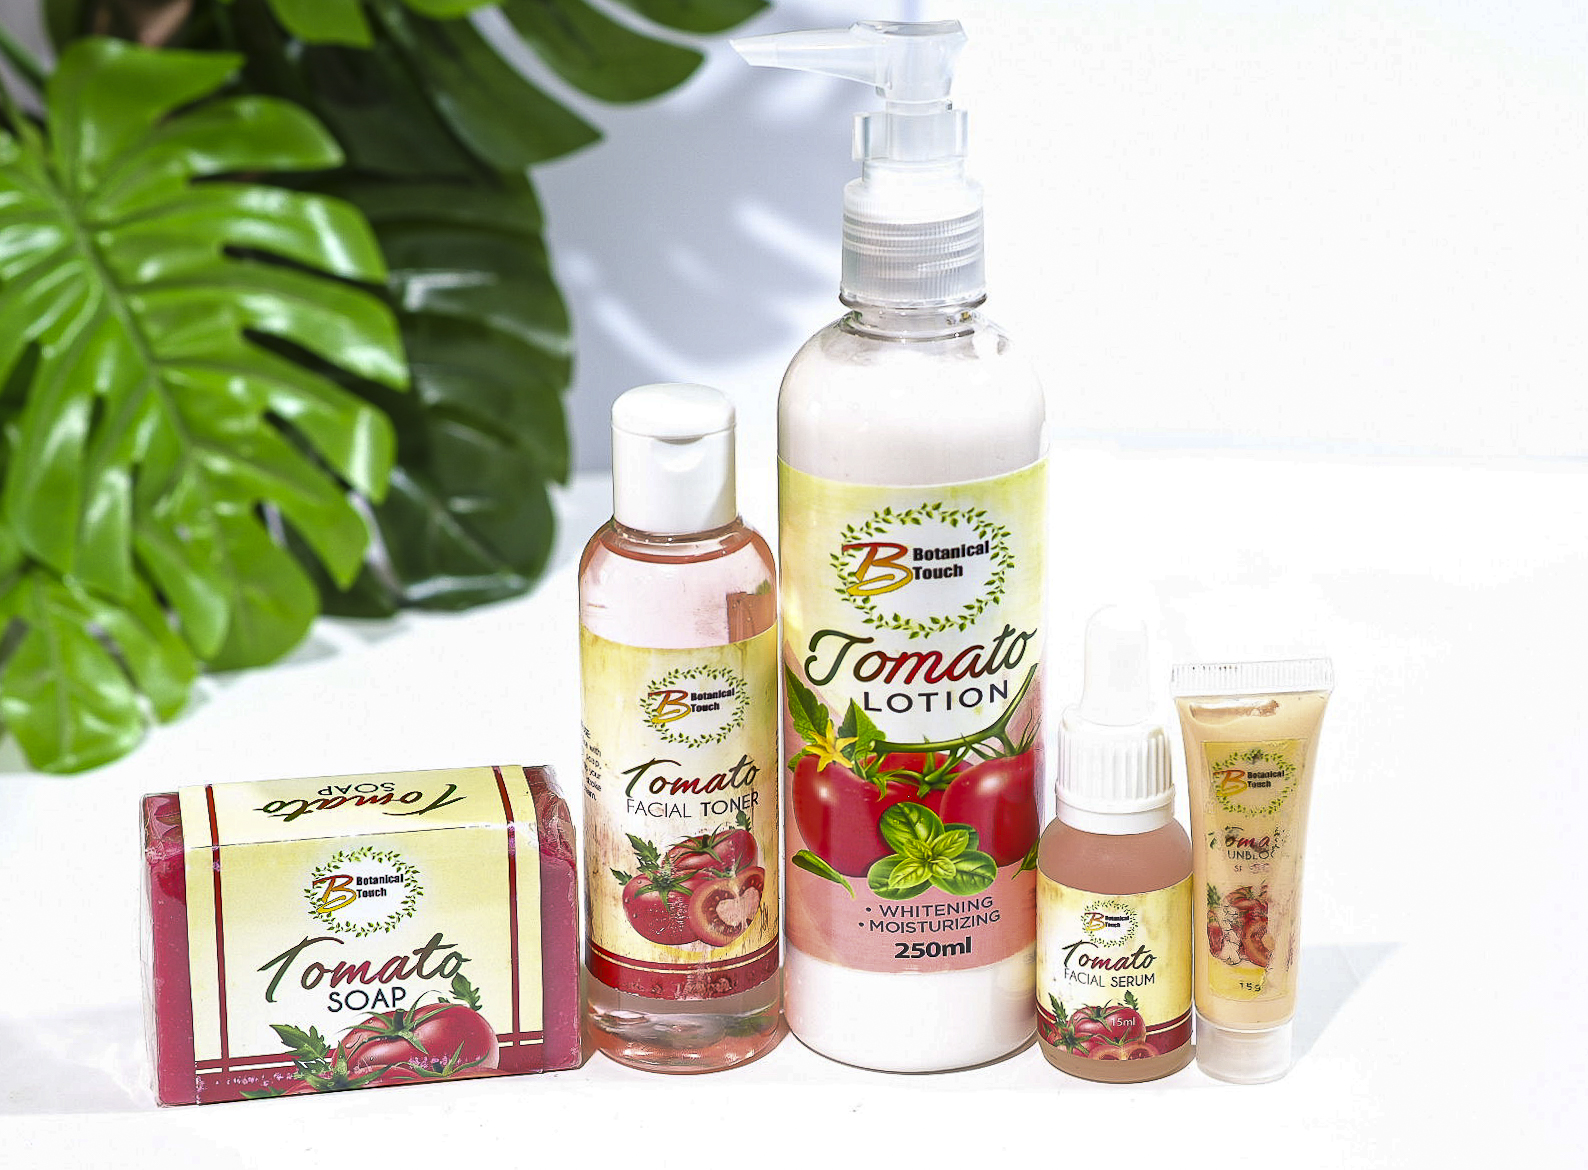 Tomato
SOAP
Botanical
Touch
Tomato
SOAP
Botanical
Touch
Tomato
FACIAL TONER
B Botanical
Touch
Tomato
LOTION
• WHITENING
• MOISTURIZING
250ml
Botanical
Touch
Tomato
FACIAL SERUM
15ml
Botanical
Touch
15g